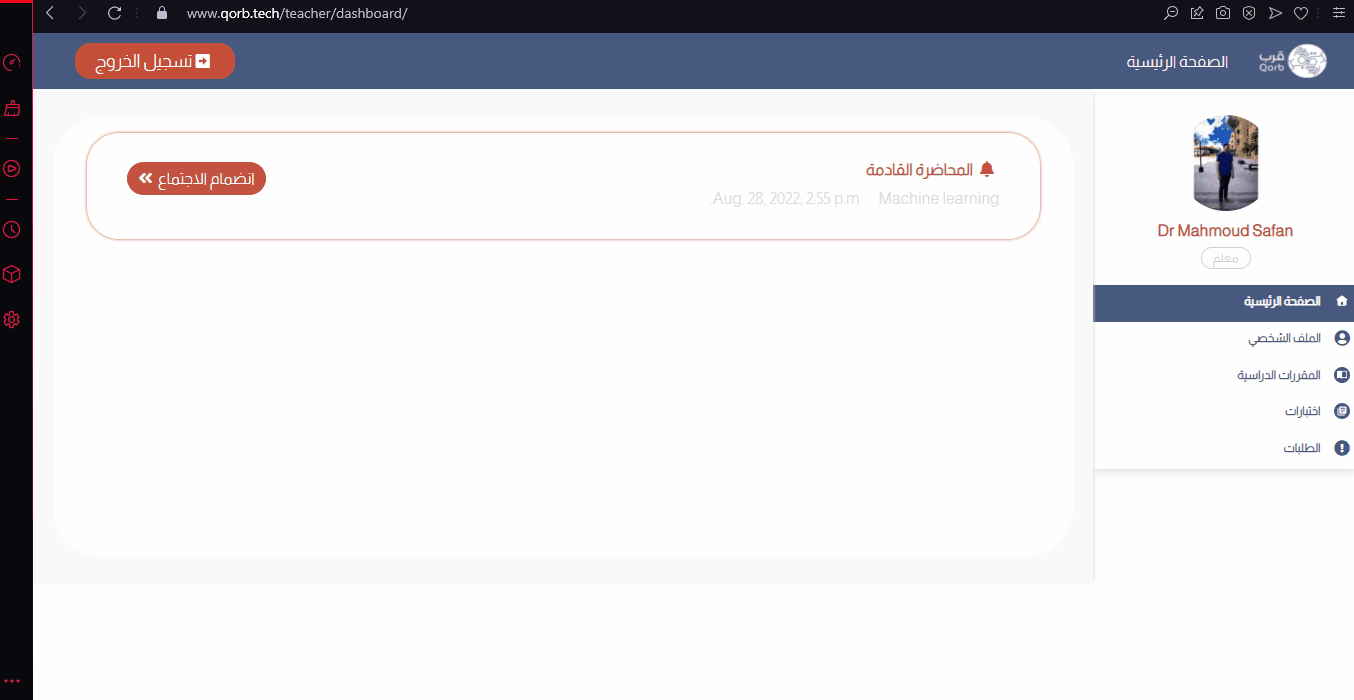 www.qorb.tech/teacher/dashboard/
قرب
Qorb
الصفحة الرئيسية
تسجيل الخروج
Dr Mahmoud Safan
معلم
الصفحة الرئيسية
الملف الشخصي
المقررات الدراسية
اختبارات
الطلبات
المحاضرة القادمة
Machine learning Aug. 28, 2022, 2:55 p.m.
انضمام الاجتماع